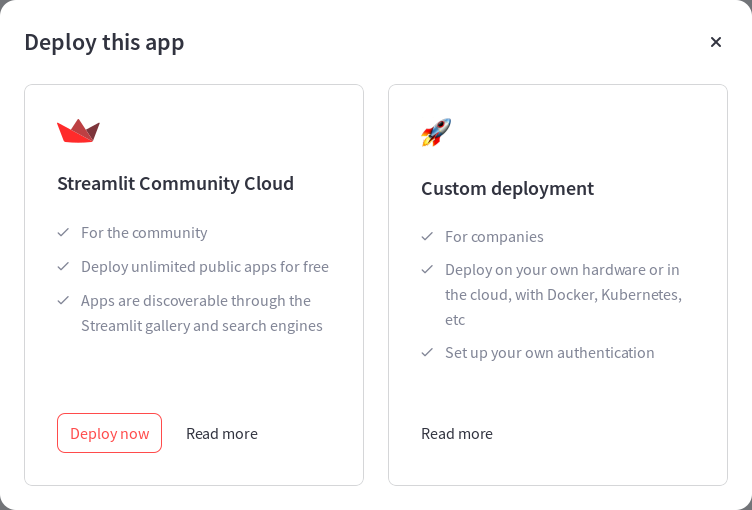 Deploy this app
Streamlit Community Cloud
For the community
Deploy unlimited public apps for free
Apps are discoverable through the
Streamlit gallery and search engines
Deploy now
Read more
Custom deployment
For companies
Deploy on your own hardware or in
the cloud, with Docker, Kubernetes,
etc
Set up your own authentication
Read more